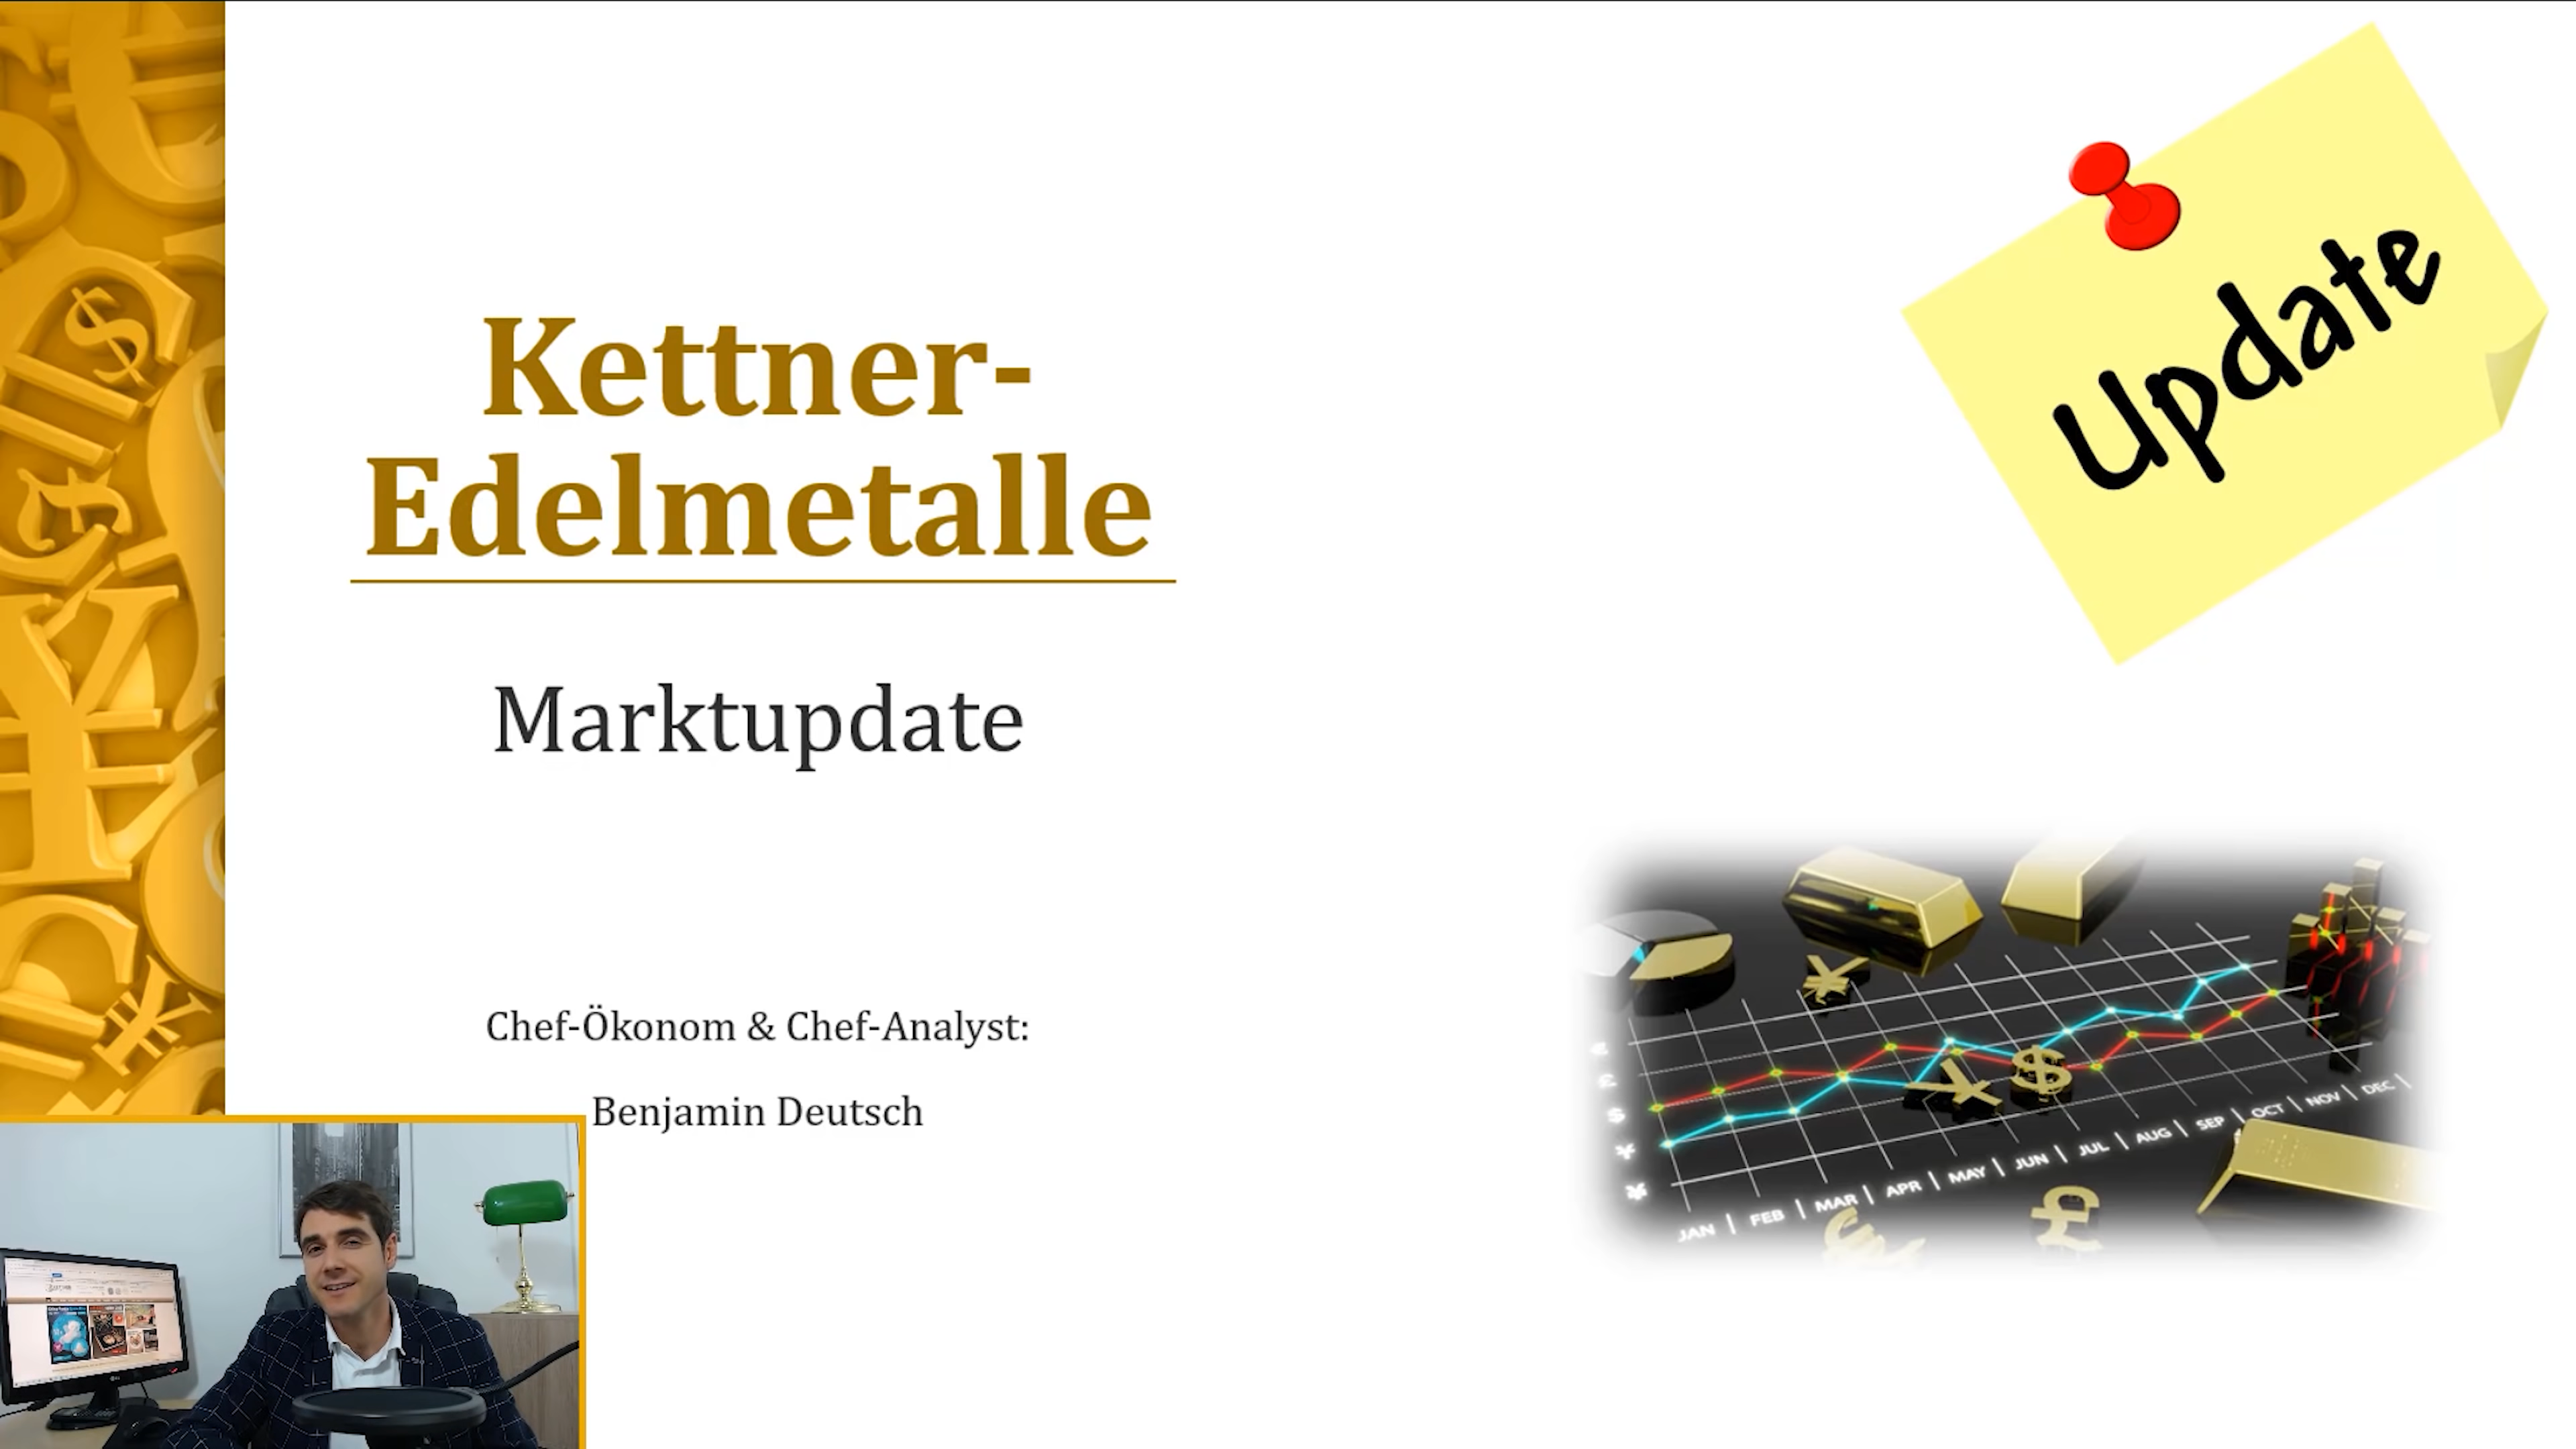 Kettner-
Edelmetalle
Marktupdate
Chef-Ökonom & Chef-Analyst:
Benjamin Deutsch
Update
JAN | FEB | MAR | APR | MAY | JUN | JUL | AUG | SEP | OCT | NOV | DEC |